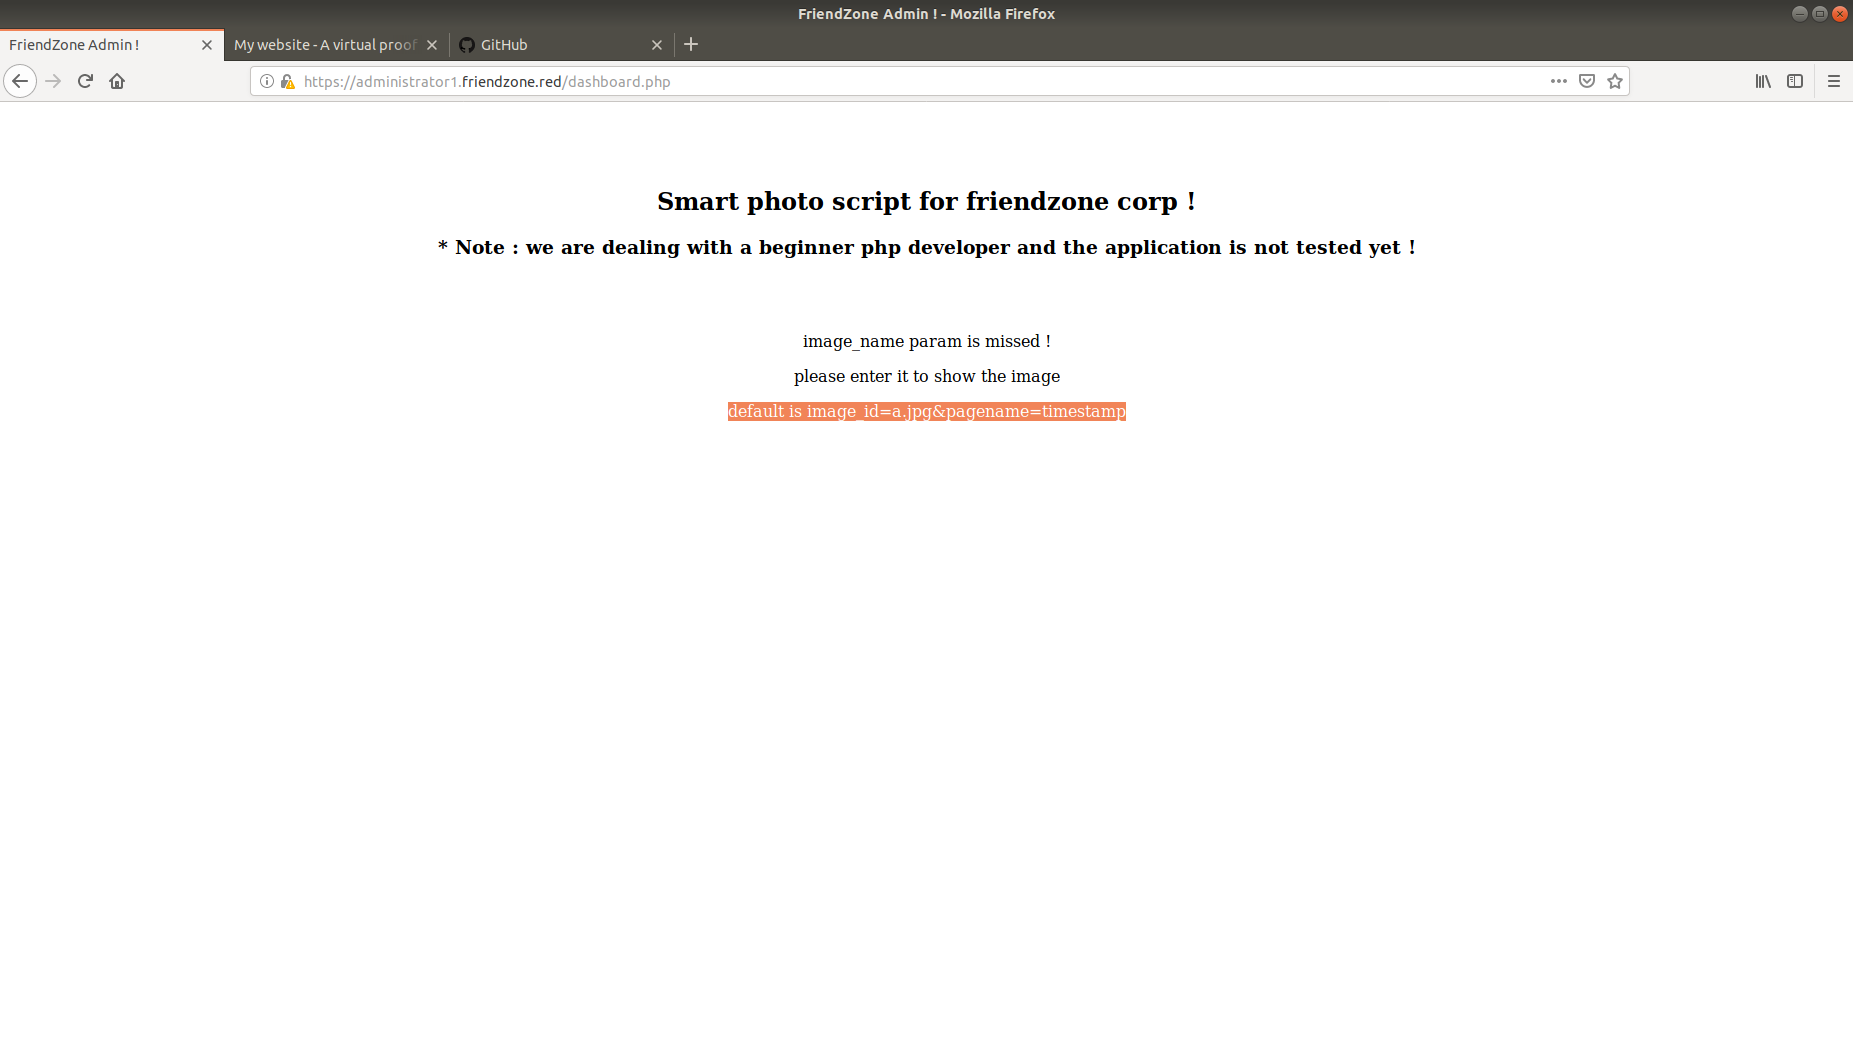 FriendZone Admin ! - Mozilla Firefox
FriendZone Admin !
My website - A virtual proof
GitHub
https://administrator1.friendzone.red/dashboard.php
Smart photo script for friendzone corp !
* Note : we are dealing with a beginner php developer and the application is not tested yet !
image_name param is missed !
please enter it to show the image
default is image_id=a.jpg&pagename=timestamp